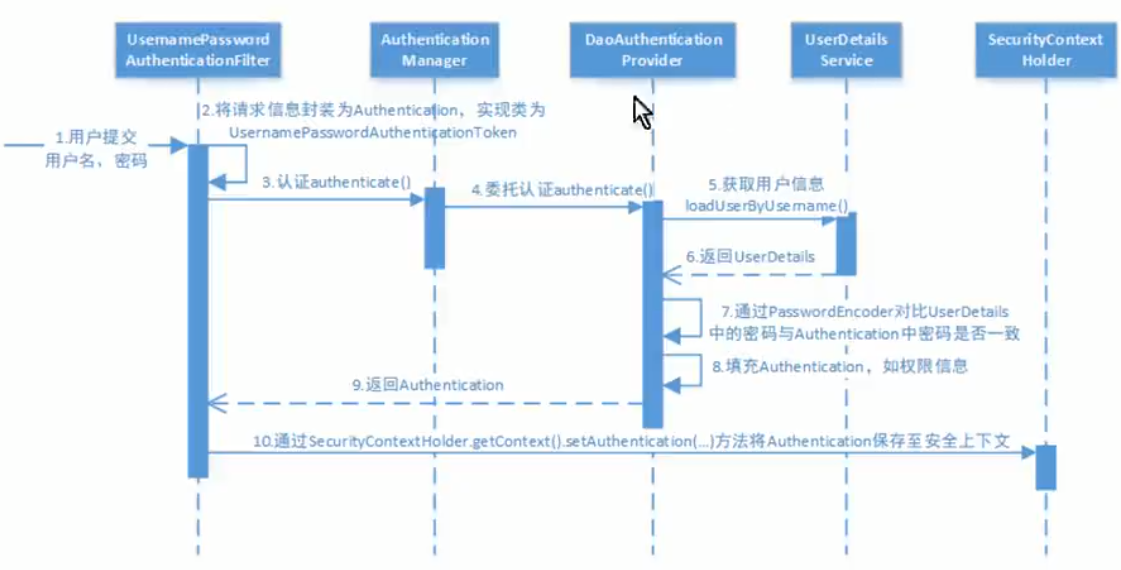 UsernamePassword
AuthenticationFilter
Authentication
Manager
DaoAuthentication
Provider
UserDetails
Service
SecurityContext
Holder
1.用户提交
用户名，密码
2.将请求信息封装为Authentication，实现类为
UsernamePasswordAuthenticationToken
3.认证authenticate()
4.委托认证authenticate()
5.获取用户信息
loadUserByUsername()
6.返回UserDetails
7.通过PasswordEncoder对比UserDetails
中的密码与Authentication中密码是否一致
8.填充Authentication，如权限信息
9.返回Authentication
10.通过SecurityContextHolder.getContext().setAuthentication(...)方法将Authentication保存至安全上下文